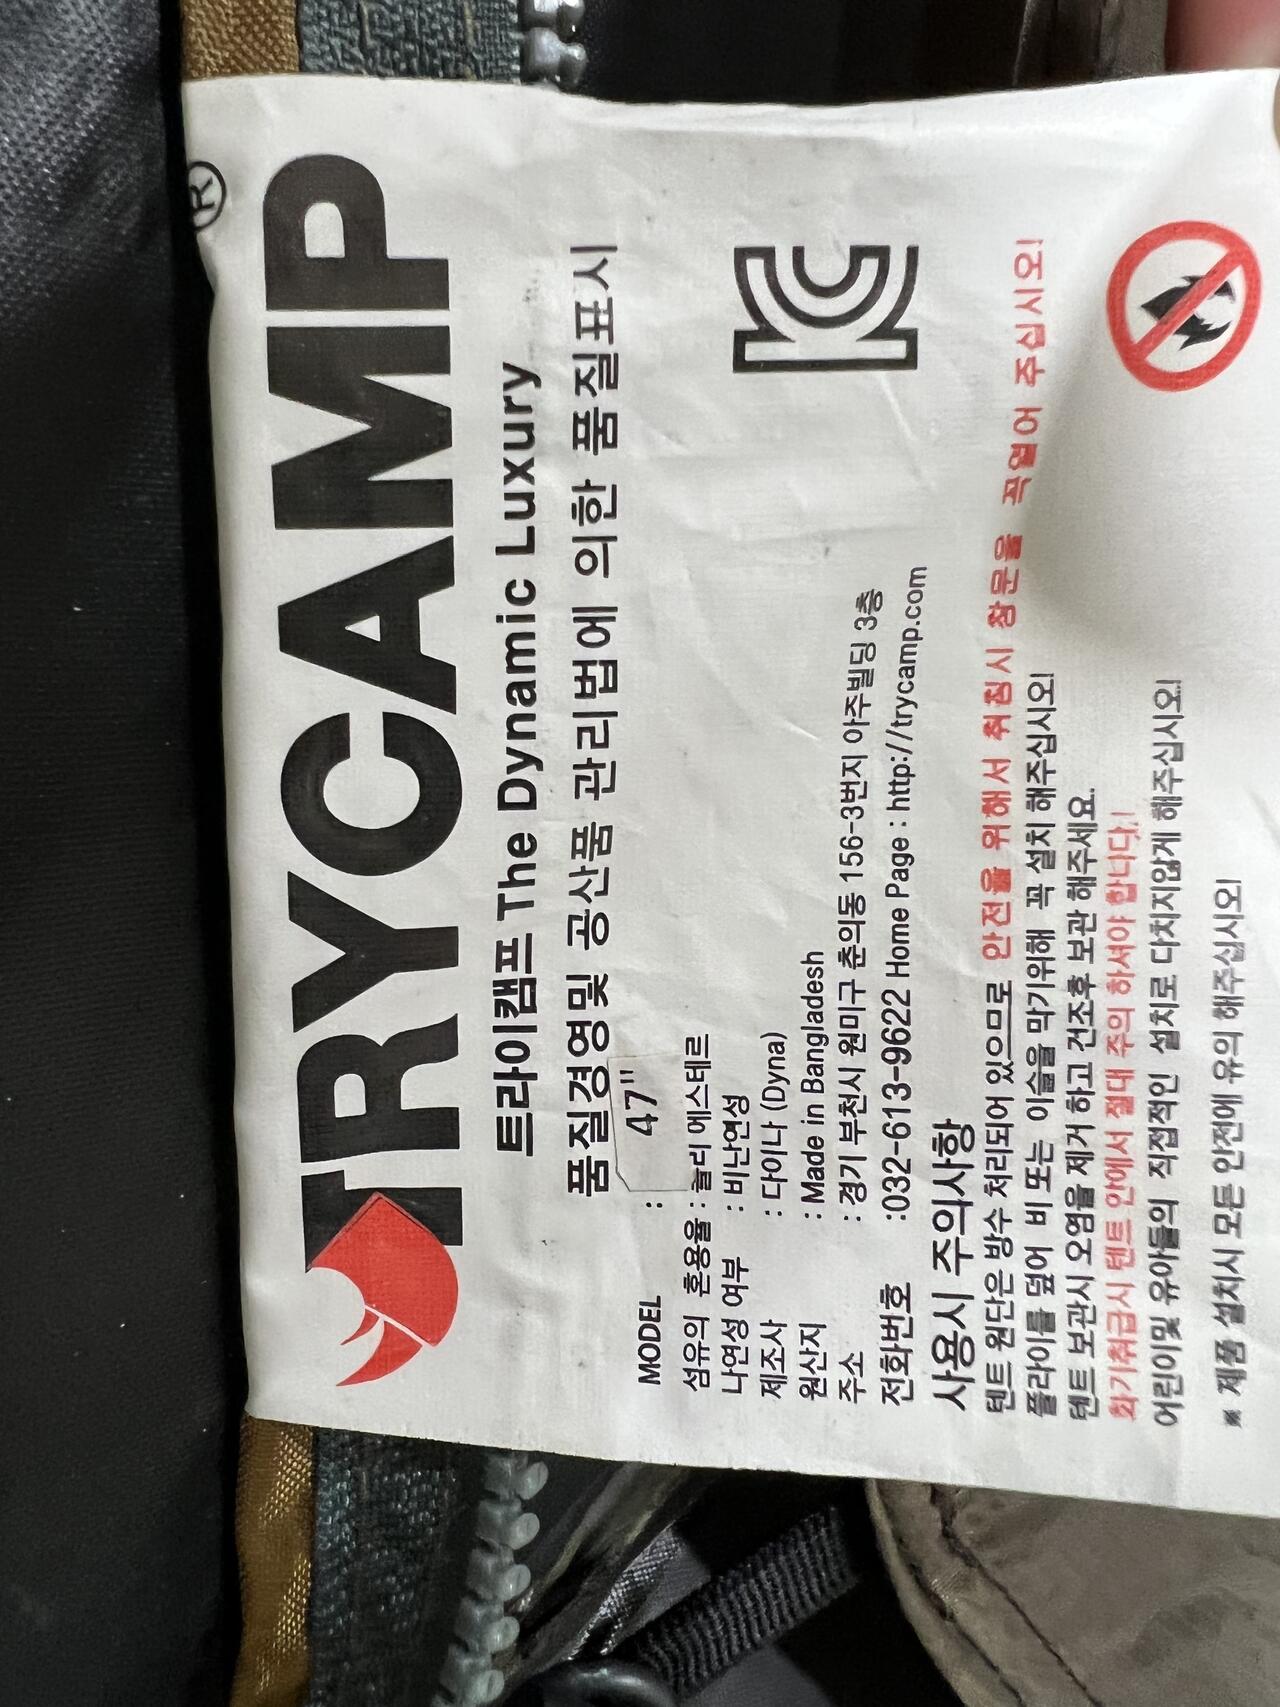 TRYCAMP®
트라이캠프 The Dynamic Luxury
품질경영및 공산품 관리법에 의한 품질표시
MODEL : 47"
섬유의 혼용율 : 폴리 에스테르
나연성 여부 : 비난연성
제조사 : 다이나 (Dyna)
원산지 : Made in Bangladesh
주소 : 경기 부천시 원미구 춘의동 156-3번지 아주빌딩 3층
전화번호 :032-613-9622 Home Page : http://trycamp.com
사용시 주의사항
텐트 원단은 방수 처리되어 있으므로 안전을 위해서 취침시 창문을 꼭열어 주십시오!
플라이를 덮어 비 또는 이슬을 막기위해 꼭 설치 해주십시오!
텐트 보관시 오염을 제거 하고 건조후 보관 해주세요.
화기취급시 텐트 안에서 절대 주의 하셔야 합니다.!
어린이및 유아들의 직접적인 설치로 다치지않게 해주십시오!
※ 제품 설치시 모든 안전에 유의 해주십시오!
KC